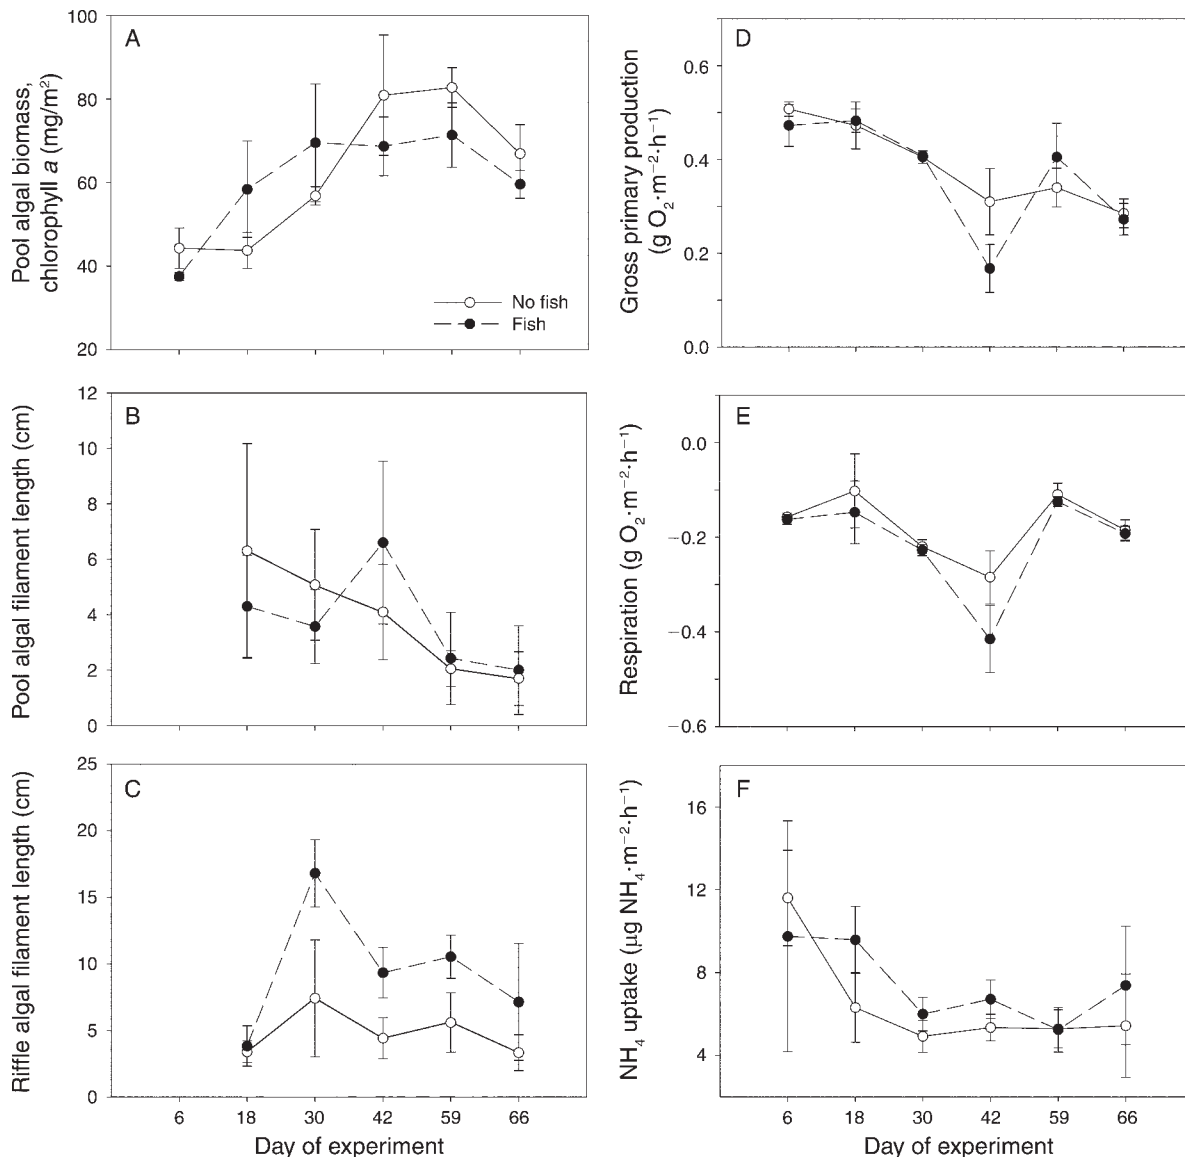 A
Pool algal biomass,
chlorophyll a (mg/m²)
100
80
60
40
20
No fish
Fish
B
Pool algal filament length (cm)
12
10
8
6
4
2
0
C
Riffle algal filament length (cm)
25
20
15
10
5
0
6 18 30 42 59 66
Day of experiment
D
Gross primary production
(g O₂·m⁻²·h⁻¹)
0.6
0.4
0.2
0.0
E
Respiration (g O₂·m⁻²·h⁻¹)
0.0
−0.2
−0.4
−0.6
F
NH₄ uptake (μg NH₄·m⁻²·h⁻¹)
16
12
8
4
6 18 30 42 59 66
Day of experiment